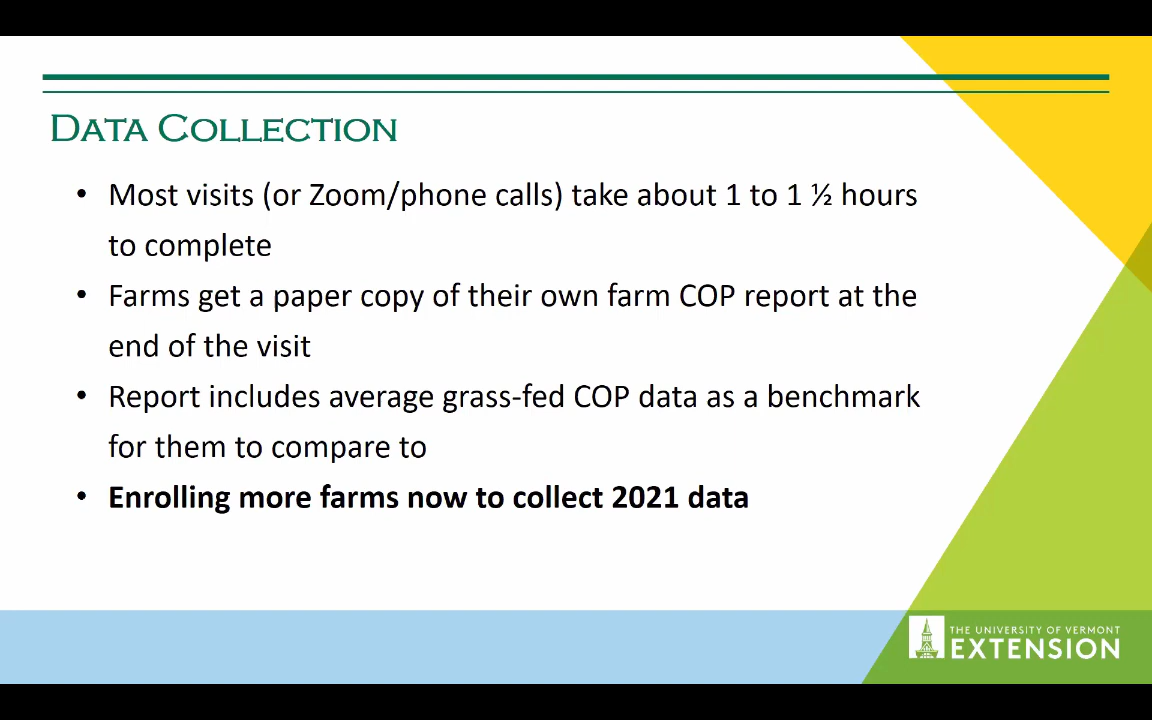 Data Collection
• Most visits (or Zoom/phone calls) take about 1 to 1 ½ hours
to complete
• Farms get a paper copy of their own farm COP report at the
end of the visit
• Report includes average grass-fed COP data as a benchmark
for them to compare to
• Enrolling more farms now to collect 2021 data
THE UNIVERSITY OF VERMONT
EXTENSION